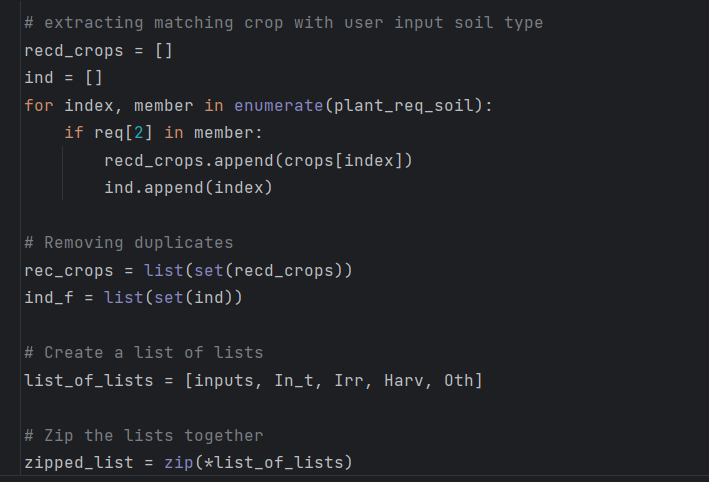 # extracting matching crop with user input soil type
recd_crops = []
ind = []
for index, member in enumerate(plant_req_soil):
    if req[2] in member:
        recd_crops.append(crops[index])
        ind.append(index)

# Removing duplicates
rec_crops = list(set(recd_crops))
ind_f = list(set(ind))

# Create a list of lists
list_of_lists = [inputs, In_t, Irr, Harv, Oth]

# Zip the lists together
zipped_list = zip(*list_of_lists)